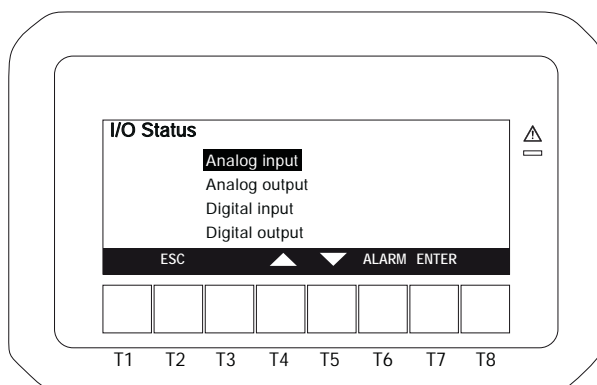 I/O Status
Analog input
Analog output
Digital input
Digital output
ESC ALARM ENTER
T1 T2 T3 T4 T5 T6 T7 T8